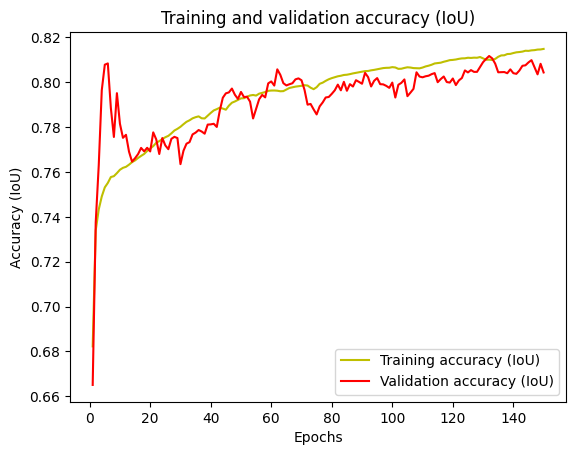 Training and validation accuracy (IoU)
0.82
0.80
0.78
0.76
0.74
0.72
0.70
0.68
0.66
Accuracy (IoU)
Training accuracy (IoU)
Validation accuracy (IoU)
0 20 40 60 80 100 120 140
Epochs